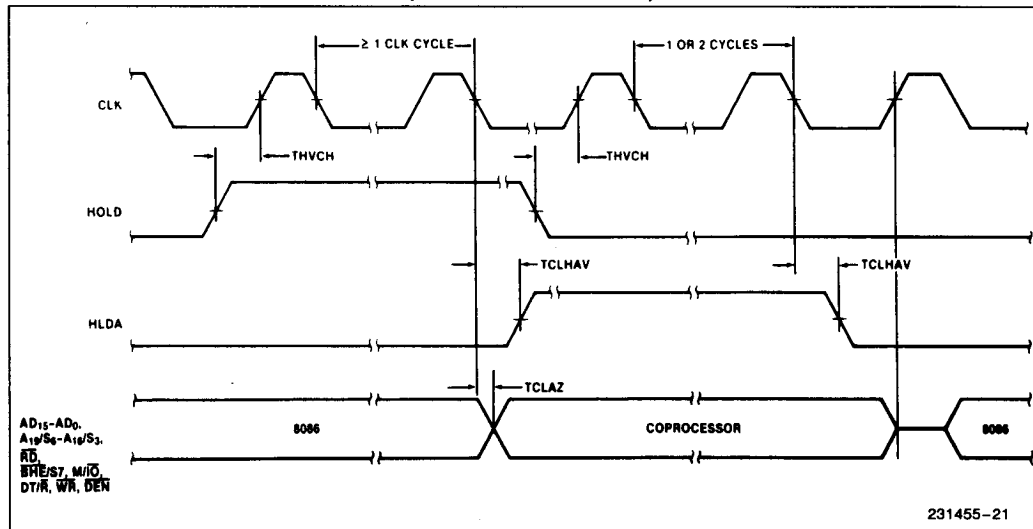 ≥ 1 CLK CYCLE
1 OR 2 CYCLES
CLK
THVCH
THVCH
HOLD
TCLHAV
TCLHAV
HLDA
TCLAZ
AD15-AD0,
A19/S6-A16/S3,
RD,
BHE/S7, M/IO,
DT/R, WR, DEN
8086
COPROCESSOR
8086
231455-21